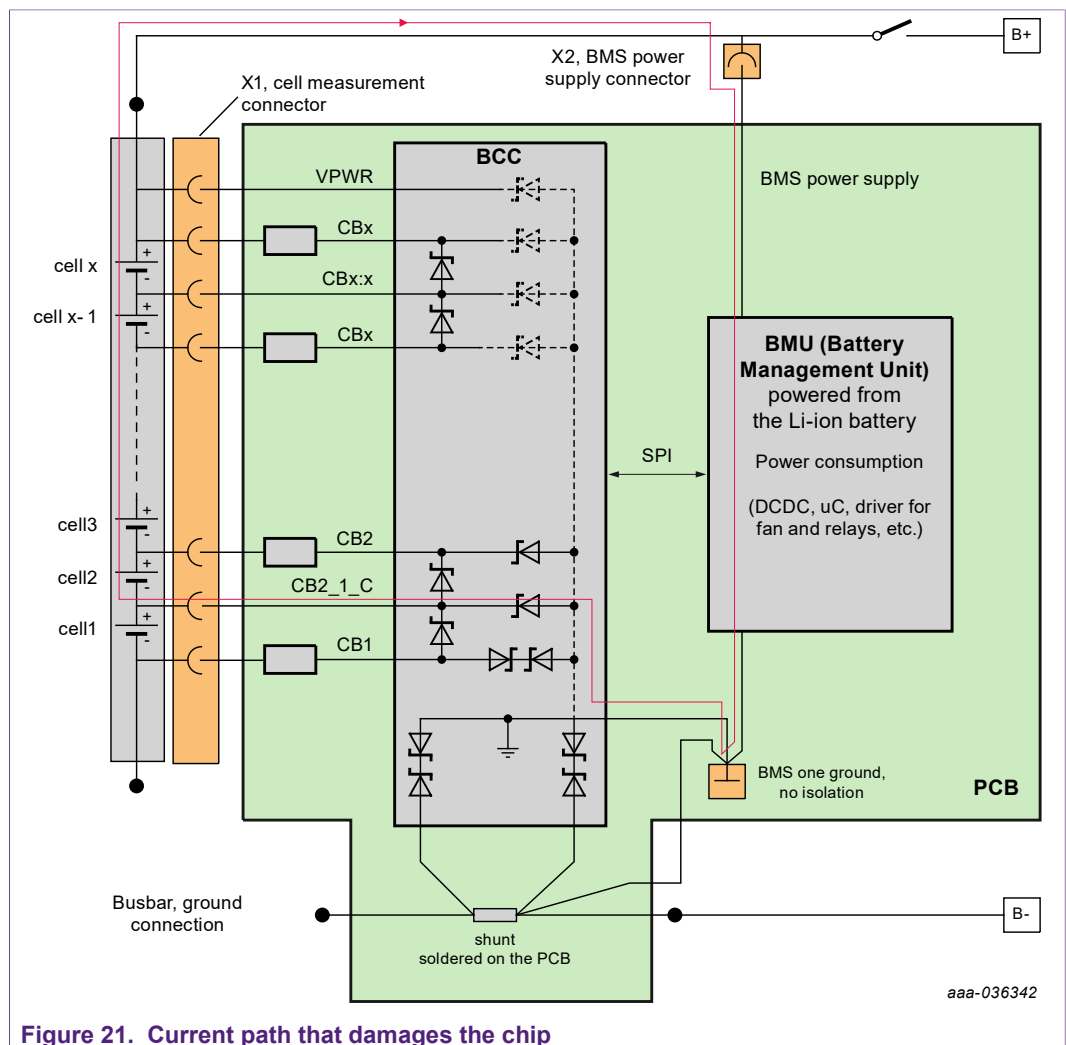 B+
X2, BMS power
supply connector
X1, cell measurement
connector
BCC
VPWR
BMS power supply
CBx
cell x
+
-
CBx:x
cell x- 1
+
-
CBx
BMU (Battery
Management Unit)
powered from
the Li-ion battery
Power consumption
(DCDC, uC, driver for
fan and relays, etc.)
SPI
cell3
+
-
CB2
cell2
+
-
CB2_1_C
cell1
+
-
CB1
BMS one ground,
no isolation
PCB
Busbar, ground
connection
shunt
soldered on the PCB
B-
aaa-036342
Figure 21. Current path that damages the chip